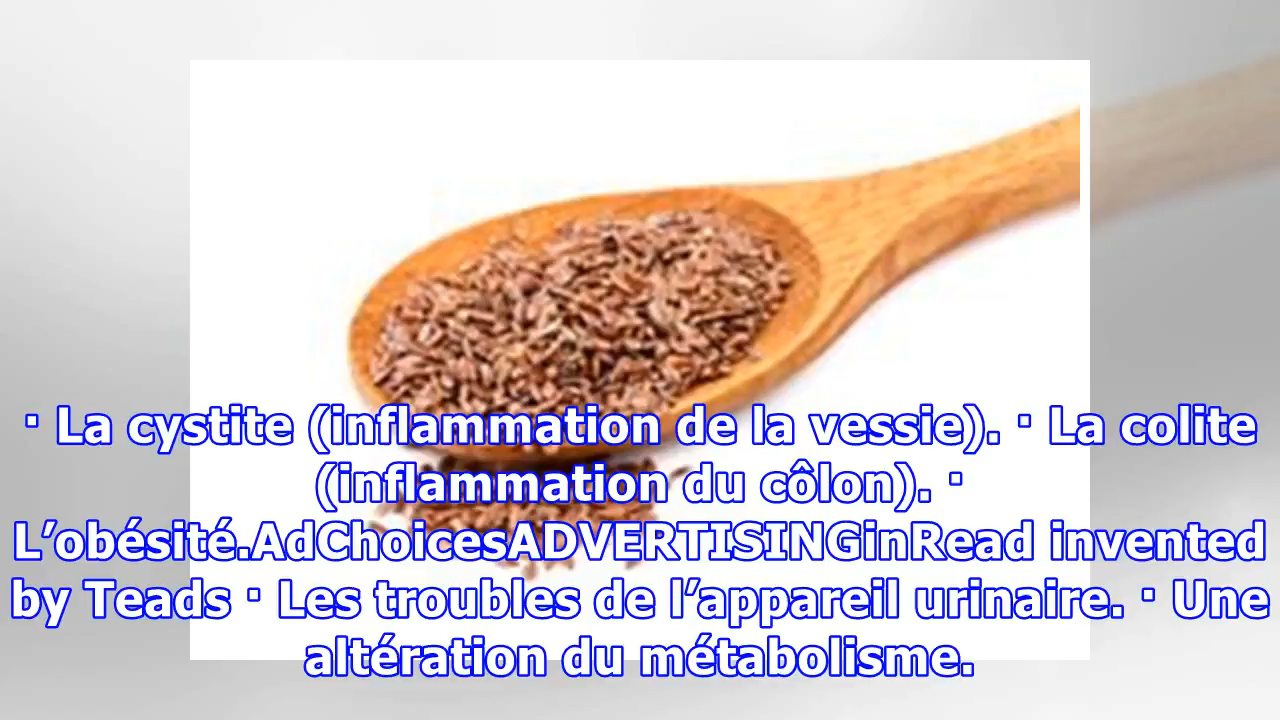 · La cystite (inflammation de la vessie). · La colite
(inflammation du côlon). ·
L’obésité.AdChoicesADVERTISINGinRead invented
by Teads · Les troubles de l’appareil urinaire. · Une
altération du métabolisme.